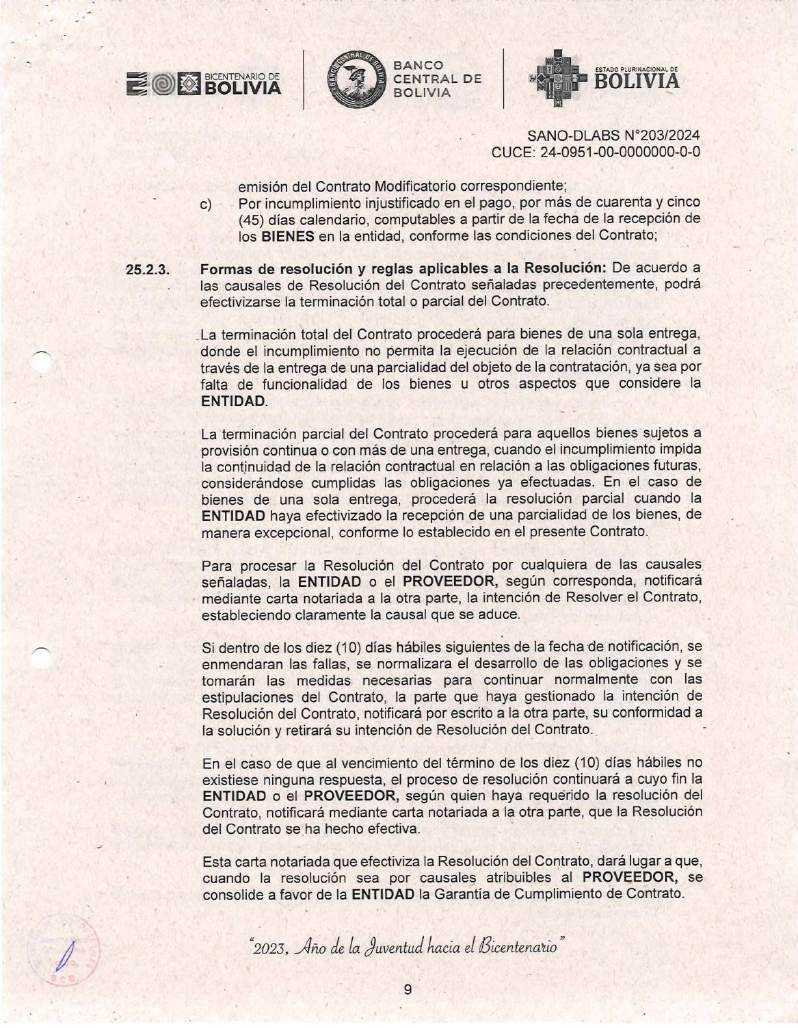 BICENTENARIO DE
BOLIVIA
BANCO
CENTRAL DE
BOLIVIA
ESTADO PLURINACIONAL DE
BOLIVIA
SANO-DLABS N°203/2024
CUCE: 24-0951-00-0000000-0-0
emisión del Contrato Modificatorio correspondiente;
c) Por incumplimiento injustificado en el pago, por más de cuarenta y cinco
(45) días calendario, computables a partir de la fecha de la recepción de
los BIENES en la entidad, conforme las condiciones del Contrato;
25.2.3. Formas de resolución y reglas aplicables a la Resolución: De acuerdo a
las causales de Resolución del Contrato señaladas precedentemente, podrá
efectivizarse la terminación total o parcial del Contrato.
La terminación total del Contrato procederá para bienes de una sola entrega,
donde el incumplimiento no permita la ejecución de la relación contractual a
través de la entrega de una parcialidad del objeto de la contratación, ya sea por
falta de funcionalidad de los bienes u otros aspectos que considere la
ENTIDAD.
La terminación parcial del Contrato procederá para aquellos bienes sujetos a
provisión continua o con más de una entrega, cuando el incumplimiento impida
la continuidad de la relación contractual en relación a las obligaciones futuras,
considerándose cumplidas las obligaciones ya efectuadas. En el caso de
bienes de una sola entrega, procederá la resolución parcial cuando la
ENTIDAD haya efectivizado la recepción de una parcialidad de los bienes, de
manera excepcional, conforme lo establecido en el presente Contrato.
Para procesar la Resolución del Contrato por cualquiera de las causales
señaladas, la ENTIDAD o el PROVEEDOR, según corresponda, notificará
mediante carta notariada a la otra parte, la intención de Resolver el Contrato,
estableciendo claramente la causal que se aduce.
Si dentro de los diez (10) días hábiles siguientes de la fecha de notificación, se
enmendaran las fallas, se normalizara el desarrollo de las obligaciones y se
tomarán las medidas necesarias para continuar normalmente con las
estipulaciones del Contrato, la parte que haya gestionado la intención de
Resolución del Contrato, notificará por escrito a la otra parte, su conformidad a
la solución y retirará su intención de Resolución del Contrato.
En el caso de que al vencimiento del término de los diez (10) días hábiles no
existiese ninguna respuesta, el proceso de resolución continuará a cuyo fin la
ENTIDAD o el PROVEEDOR, según quien haya requerido la resolución del
Contrato, notificará mediante carta notariada a la otra parte, que la Resolución
del Contrato se ha hecho efectiva.
Esta carta notariada que efectiviza la Resolución del Contrato, dará lugar a que,
cuando la resolución sea por causales atribuibles al PROVEEDOR, se
consolide a favor de la ENTIDAD la Garantía de Cumplimiento de Contrato.
"2023, Año de la Juventud hacia el Bicentenario"
9